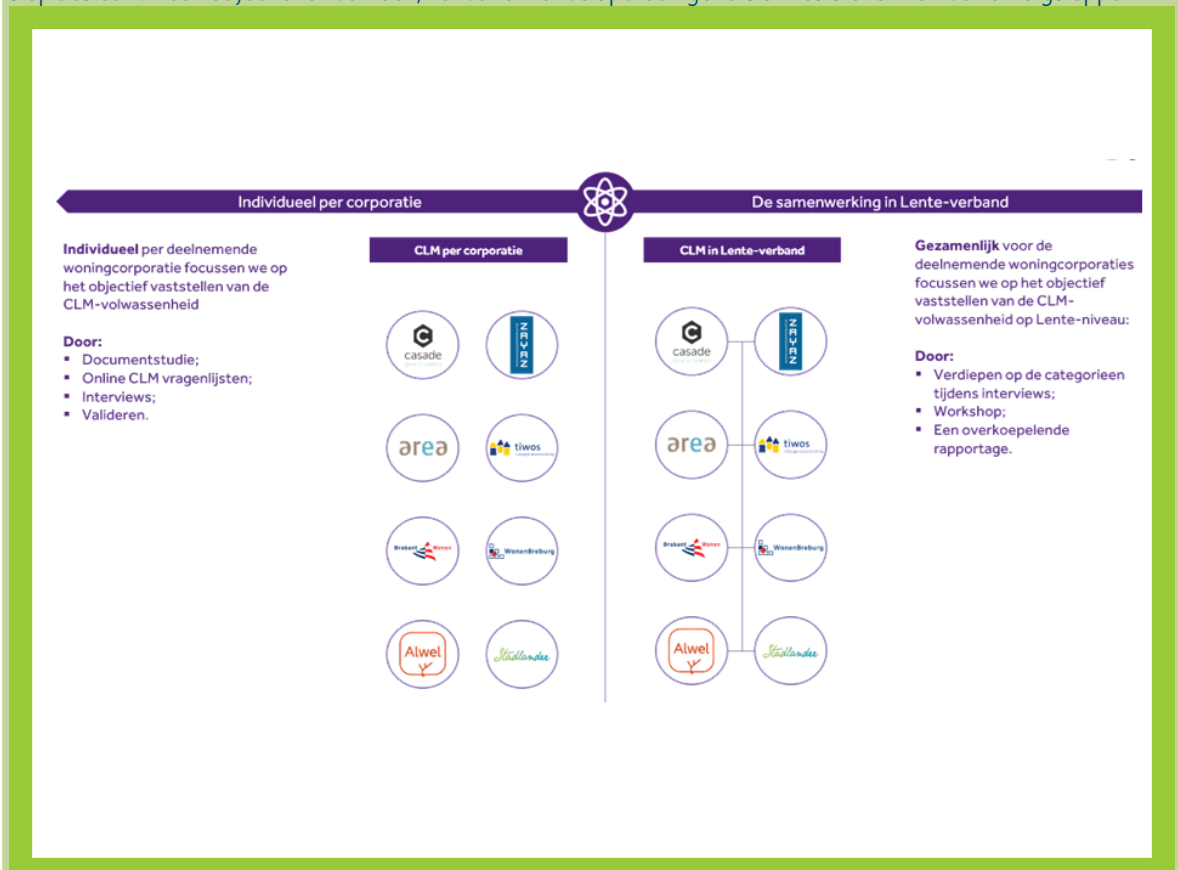 Individueel per corporatie
De samenwerking in Lente-verband
Individueel per deelnemende
woningcorporatie focussen we op
het objectief vaststellen van de
CLM-volwassenheid
Door:
▪ Documentstudie;
▪ Online CLM vragenlijsten;
▪ Interviews;
▪ Valideren.
CLM per corporatie
casade
ZAYAZ
area
tiwos
Brabant Wonen
WonenBreburg
Alwel
Stadlander
CLM in Lente-verband
casade
ZAYAZ
area
tiwos
Brabant Wonen
WonenBreburg
Alwel
Stadlander
Gezamenlijk voor de
deelnemende woningcorporaties
focussen we op het objectief
vaststellen van de CLM-
volwassenheid op Lente-niveau:
Door:
▪ Verdiepen op de categorieen
tijdens interviews;
▪ Workshop;
▪ Een overkoepelende
rapportage.